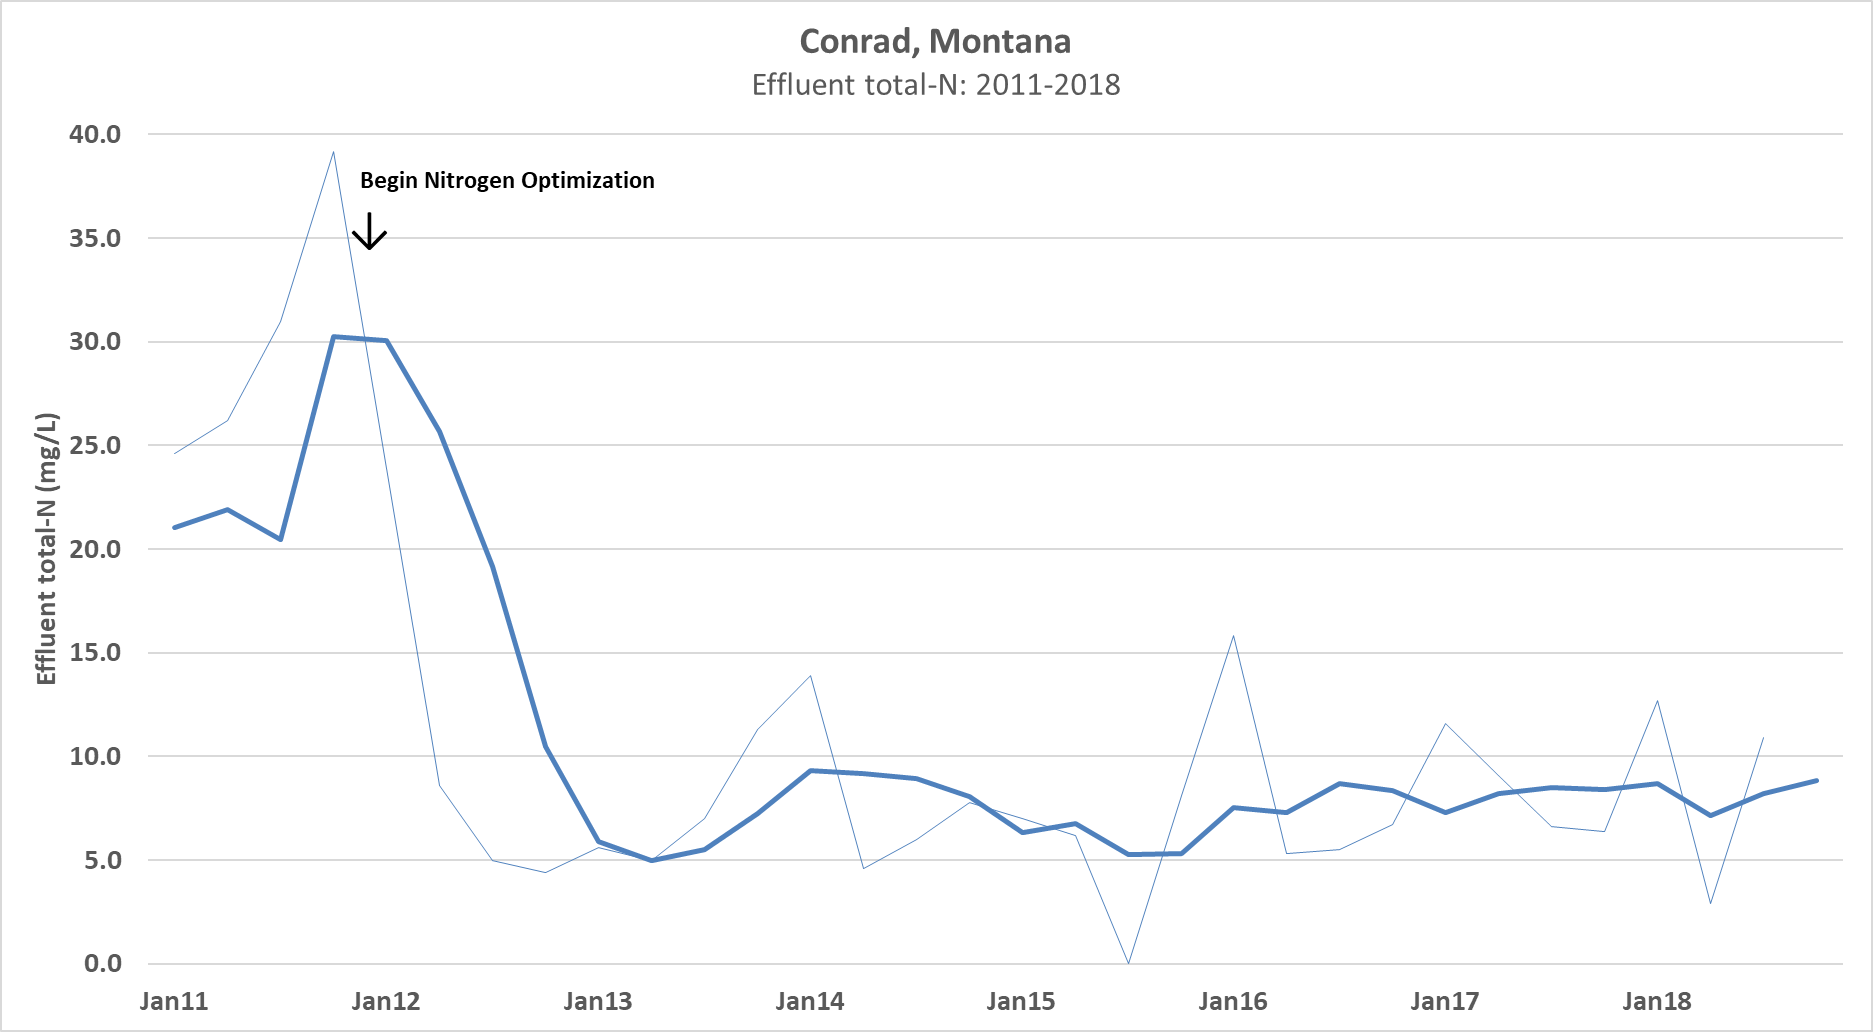 Conrad, Montana
Effluent total-N: 2011-2018
Effluent total-N (mg/L)
40.0
35.0
30.0
25.0
20.0
15.0
10.0
5.0
0.0
Begin Nitrogen Optimization
Jan11 Jan12 Jan13 Jan14 Jan15 Jan16 Jan17 Jan18